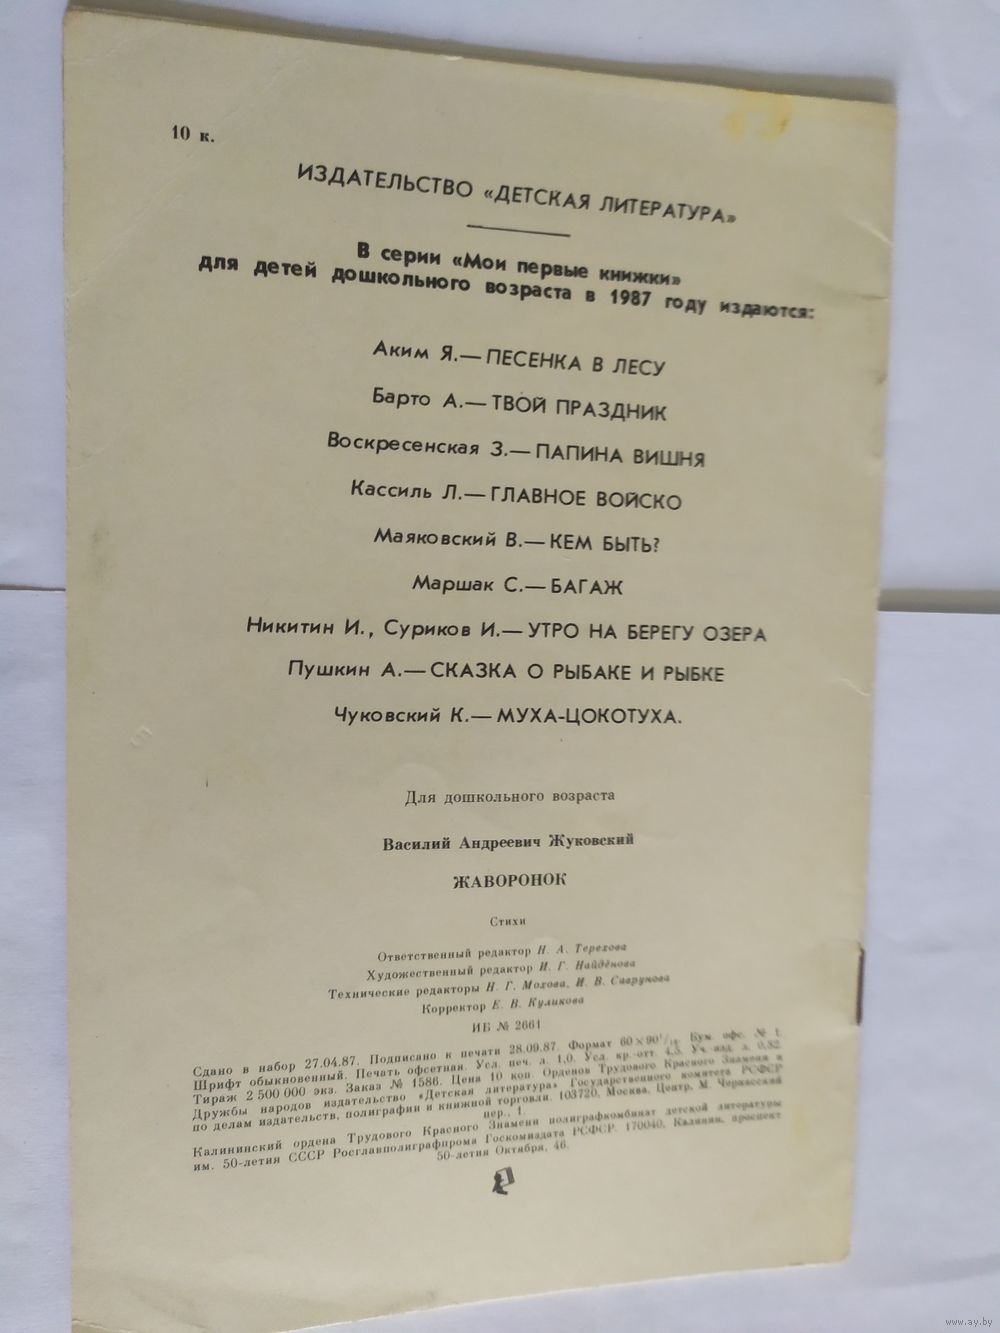 10 к.
ИЗДАТЕЛЬСТВО «ДЕТСКАЯ ЛИТЕРАТУРА»
В серии «Мои первые книжки»
для детей дошкольного возраста в 1987 году издаются:
Аким Я.— ПЕСЕНКА В ЛЕСУ
Барто А.— ТВОЙ ПРАЗДНИК
Воскресенская З.— ПАПИНА ВИШНЯ
Кассиль Л.— ГЛАВНОЕ ВОЙСКО
Маяковский В.— КЕМ БЫТЬ?
Маршак С.— БАГАЖ
Никитин И., Суриков И.— УТРО НА БЕРЕГУ ОЗЕРА
Пушкин А.— СКАЗКА О РЫБАКЕ И РЫБКЕ
Чуковский К.— МУХА-ЦОКОТУХА.
Для дошкольного возраста
Василий Андреевич Жуковский
ЖАВОРОНОК
Стихи
Ответственный редактор Н. А. Терехова
Художественный редактор И. Г. Найдёнова
Технические редакторы Н. Г. Мохова, И. В. Саврумова
Корректор Е. В. Куликова
ИБ № 2661
Сдано в набор 27.04.87. Подписано к печати 28.09.87. Формат 60×90¹/₁₆. Бум. офс. № 1.
Шрифт обыкновенный. Печать офсетная. Усл. печ. л. 1,0. Усл. кр.-отт. 4,5. Уч.-изд. л. 0,82.
Тираж 2 500 000 экз. Заказ № 1586. Цена 10 коп. Орденов Трудового Красного Знамени и
Дружбы народов издательство «Детская литература» Государственного комитета РСФСР
по делам издательств, полиграфии и книжной торговли. 103720, Москва, Центр, М. Черкасский
пер., 1.
Калининский ордена Трудового Красного Знамени полиграфкомбинат детской литературы
им. 50-летия СССР Росглавполиграфпрома Госкомиздата РСФСР. 170040, Калинин, проспект
50-летия Октября, 46.
www.ay.by